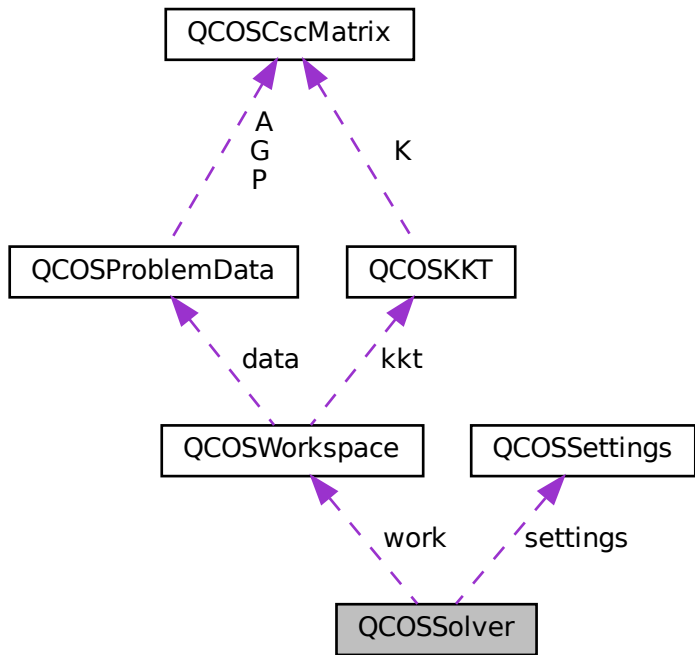 QCOSCscMatrix
A
G
P
K
QCOSProblemData
QCOSKKT
data
kkt
QCOSWorkspace
QCOSSettings
work
settings
QCOSSolver